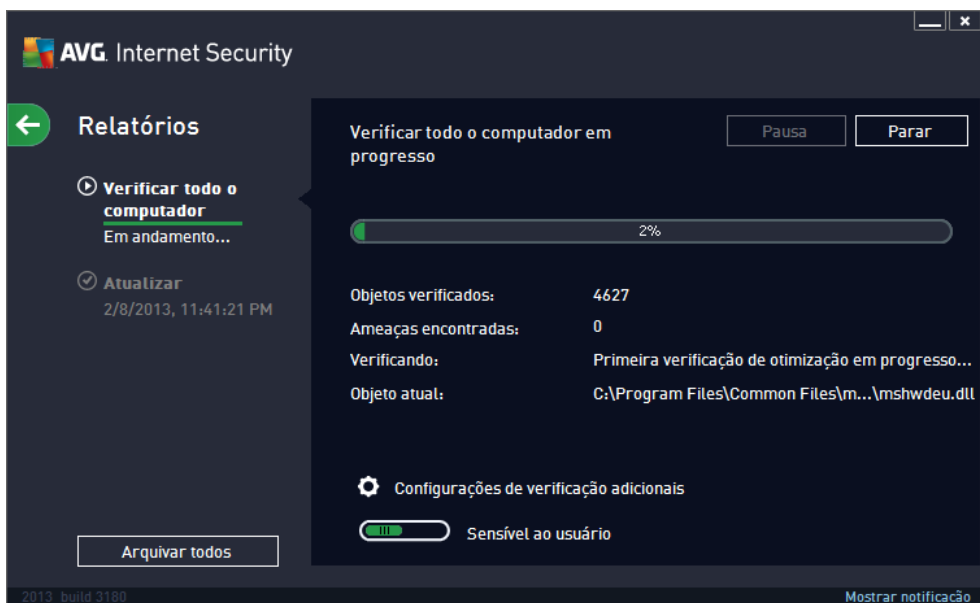 AVG. Internet Security
Relatórios
Verificar todo o
computador
Em andamento...
Atualizar
2/8/2013, 11:41:21 PM
Arquivar todos
Verificar todo o computador em
progresso
Pausa
Parar
2%
Objetos verificados: 4627
Ameaças encontradas: 0
Verificando: Primeira verificação de otimização em progresso...
Objeto atual: C:\Program Files\Common Files\m...\mshwdeu.dll
Configurações de verificação adicionais
Sensível ao usuário
2013 build 3180
Mostrar notificação